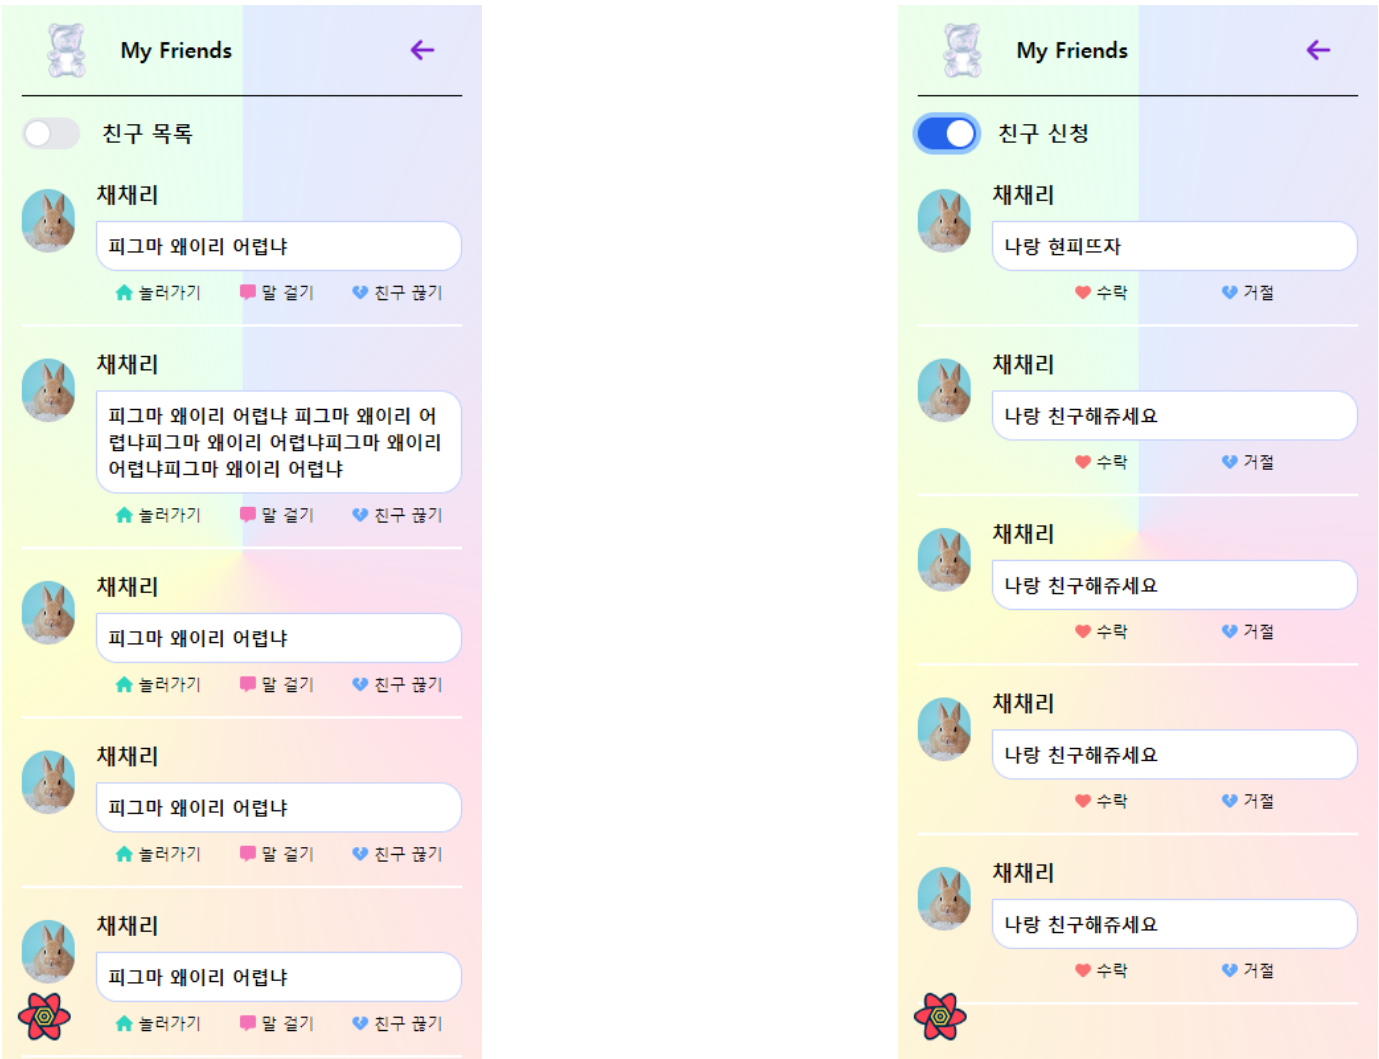 My Friends
친구 목록
채채리
피그마 왜이리 어렵냐
놀러가기 말 걸기 친구 끊기
채채리
피그마 왜이리 어렵냐 피그마 왜이리 어
렵냐피그마 왜이리 어렵냐피그마 왜이리
어렵냐피그마 왜이리 어렵냐
놀러가기 말 걸기 친구 끊기
채채리
피그마 왜이리 어렵냐
놀러가기 말 걸기 친구 끊기
채채리
피그마 왜이리 어렵냐
놀러가기 말 걸기 친구 끊기
채채리
피그마 왜이리 어렵냐
놀러가기 말 걸기 친구 끊기
My Friends
친구 신청
채채리
나랑 현피뜨자
수락 거절
채채리
나랑 친구해쥬세요
수락 거절
채채리
나랑 친구해쥬세요
수락 거절
채채리
나랑 친구해쥬세요
수락 거절
채채리
나랑 친구해쥬세요
수락 거절